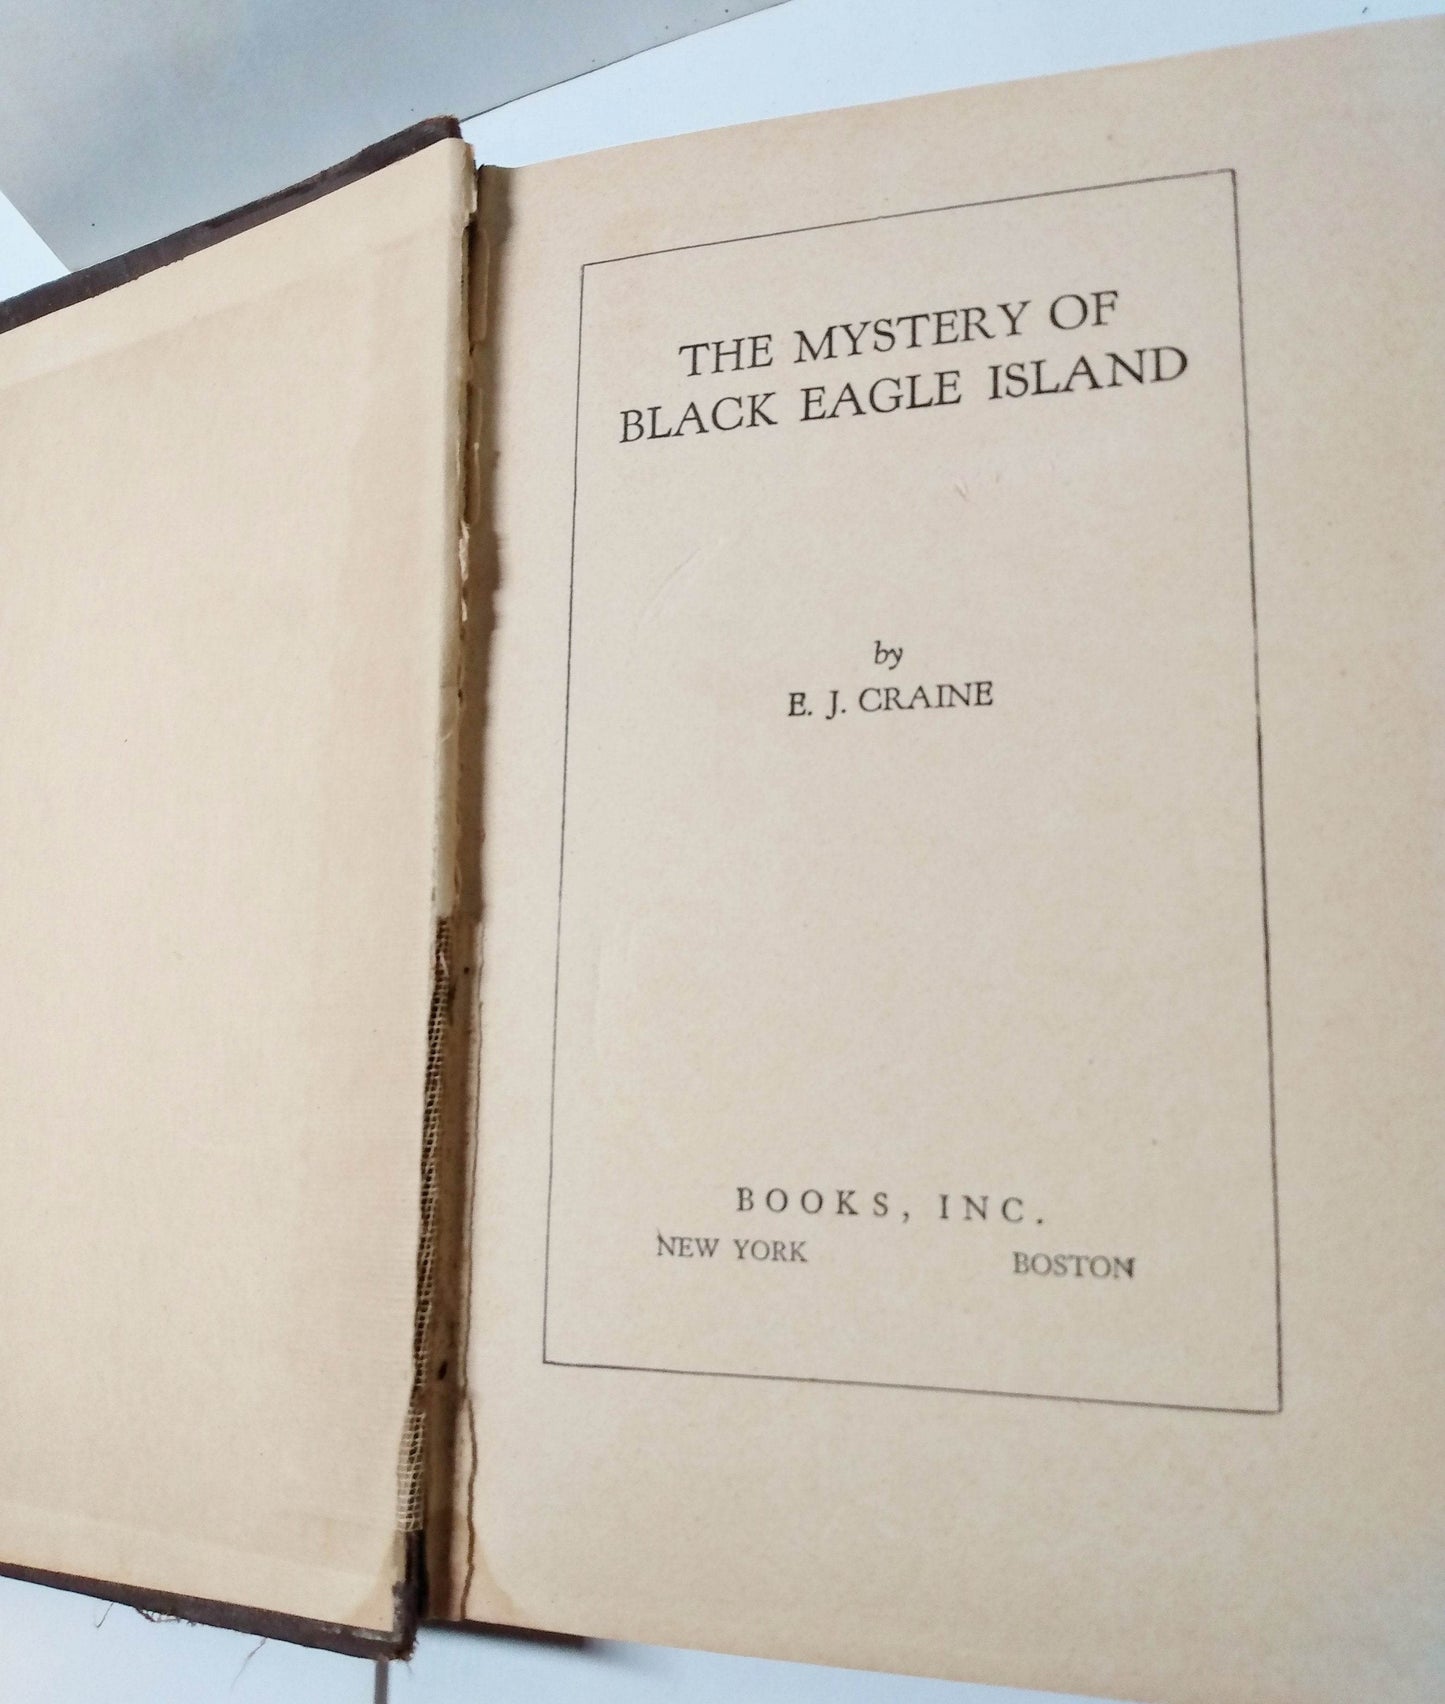 THE MYSTERY OF
BLACK EAGLE ISLAND
by
E. J. CRAINE
BOOKS, INC.
NEW YORK BOSTON